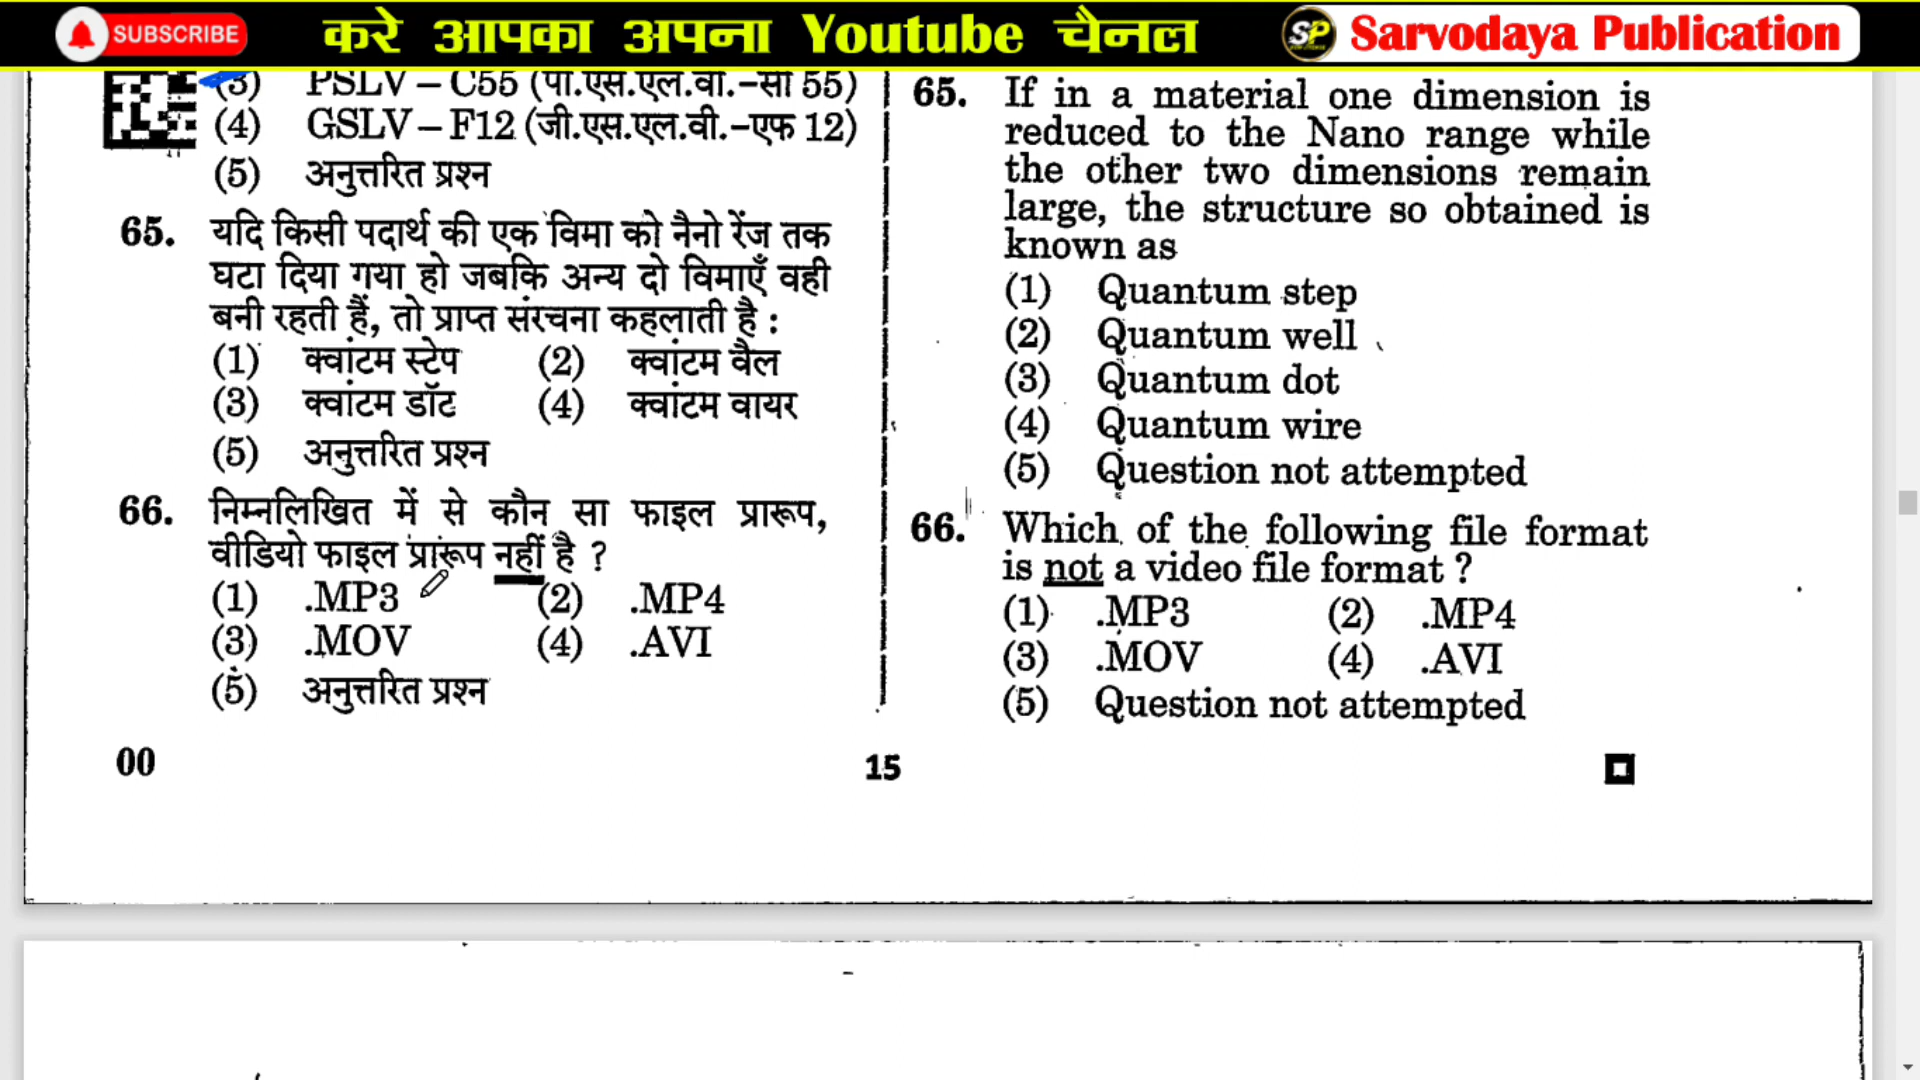 SUBSCRIBE करे आपका अपना Youtube चैनल SP Sarvodaya Publication
(3) PSLV – C55 (पी.एस.एल.वी.-सी 55)
(4) GSLV – F12 (जी.एस.एल.वी.-एफ 12)
(5) अनुत्तरित प्रश्न
65. यदि किसी पदार्थ की एक विमा को नैनो रेंज तक
घटा दिया गया हो जबकि अन्य दो विमाएँ वही
बनी रहती हैं, तो प्राप्त संरचना कहलाती है :
(1) क्वांटम स्टेप (2) क्वांटम वैल
(3) क्वांटम डॉट (4) क्वांटम वायर
(5) अनुत्तरित प्रश्न
66. निम्नलिखित में से कौन सा फाइल प्रारूप,
वीडियो फाइल प्रारूप नहीं है ?
(1) .MP3 (2) .MP4
(3) .MOV (4) .AVI
(5) अनुत्तरित प्रश्न
65. If in a material one dimension is
reduced to the Nano range while
the other two dimensions remain
large, the structure so obtained is
known as
(1) Quantum step
(2) Quantum well
(3) Quantum dot
(4) Quantum wire
(5) Question not attempted
66. Which of the following file format
is not a video file format ?
(1) .MP3 (2) .MP4
(3) .MOV (4) .AVI
(5) Question not attempted
00 15